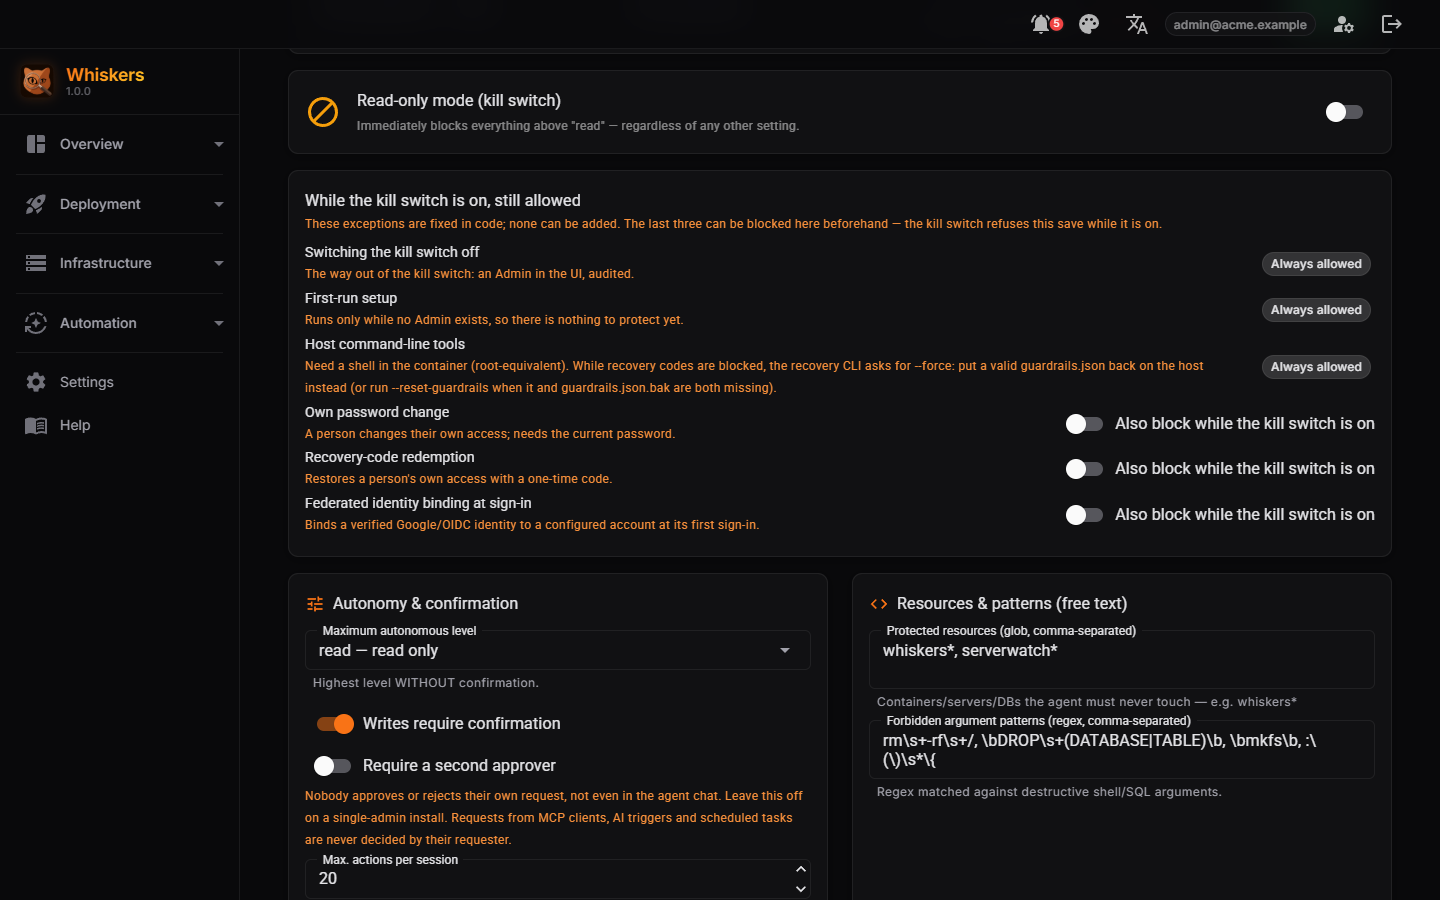 5
admin@acme.example
Whiskers
1.0.0
Overview
Deployment
Infrastructure
Automation
Settings
Help
Read-only mode (kill switch)
Immediately blocks everything above "read" — regardless of any other setting.
While the kill switch is on, still allowed
These exceptions are fixed in code; none can be added. The last three can be blocked here beforehand — the kill switch refuses this save while it is on.
Switching the kill switch off
The way out of the kill switch: an Admin in the UI, audited.
Always allowed
First-run setup
Runs only while no Admin exists, so there is nothing to protect yet.
Always allowed
Host command-line tools
Need a shell in the container (root-equivalent). While recovery codes are blocked, the recovery CLI asks for --force: put a valid guardrails.json back on the host
instead (or run --reset-guardrails when it and guardrails.json.bak are both missing).
Always allowed
Own password change
A person changes their own access; needs the current password.
Also block while the kill switch is on
Recovery-code redemption
Restores a person's own access with a one-time code.
Also block while the kill switch is on
Federated identity binding at sign-in
Binds a verified Google/OIDC identity to a configured account at its first sign-in.
Also block while the kill switch is on
Autonomy & confirmation
Maximum autonomous level
read — read only
Highest level WITHOUT confirmation.
Writes require confirmation
Require a second approver
Nobody approves or rejects their own request, not even in the agent chat. Leave this off
on a single-admin install. Requests from MCP clients, AI triggers and scheduled tasks
are never decided by their requester.
Max. actions per session
20
Resources & patterns (free text)
Protected resources (glob, comma-separated)
whiskers*, serverwatch*
Containers/servers/DBs the agent must never touch — e.g. whiskers*
Forbidden argument patterns (regex, comma-separated)
rm\s+-rf\s+/, \bDROP\s+(DATABASE|TABLE)\b, \bmkfs\b, :\
(\)\s*\{
Regex matched against destructive shell/SQL arguments.